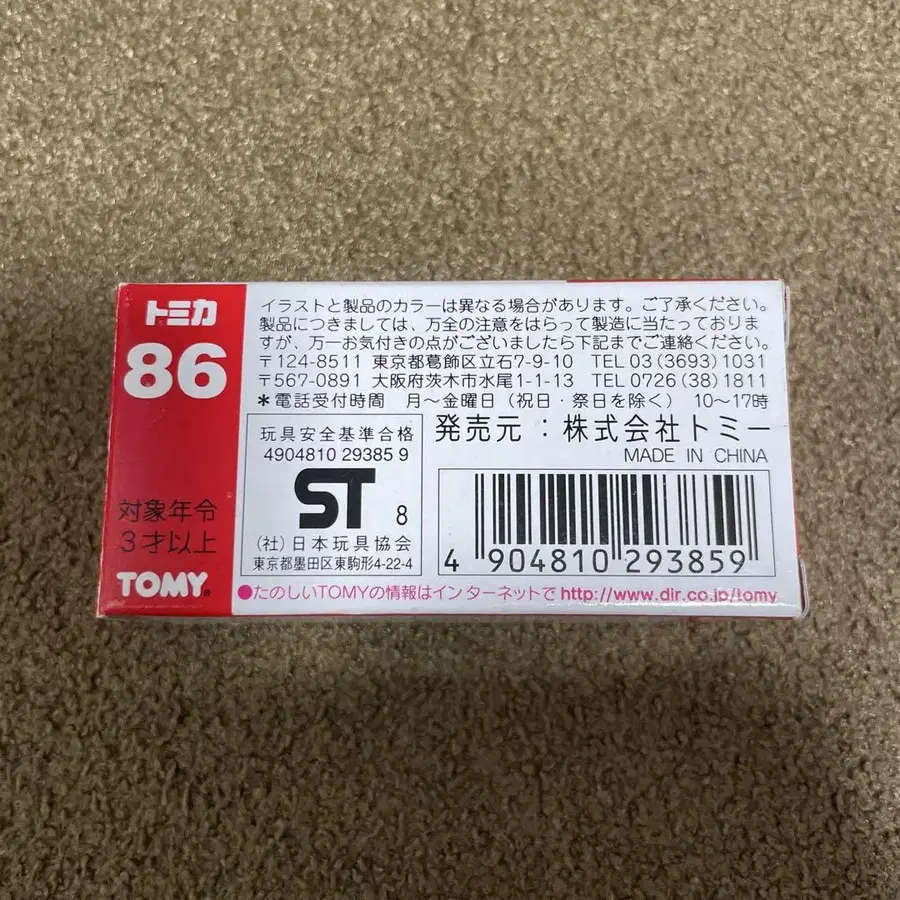 トミカ
86
対象年令
3才以上
TOMY
イラストと製品のカラーは異なる場合があります。ご了承ください。
製品につきましては、万全の注意をはらって製造に当たっておりま
すが、万一お気付きの点がございましたら下記までご連絡ください。
〒124-8511 東京都葛飾区立石7-9-10 TEL 03 (3693) 1031
〒567-0891 大阪府茨木市水尾1-1-13 TEL 0726 (38) 1811
＊電話受付時間 月～金曜日（祝日・祭日を除く） 10～17時
玩具安全基準合格
4904810 29385 9
ST 8
(社) 日本玩具協会
東京都墨田区東駒形4-22-4
発売元：株式会社トミー
MADE IN CHINA
4 904810 293859
●たのしいTOMYの情報はインターネットで http://www.dir.co.jp/tomy